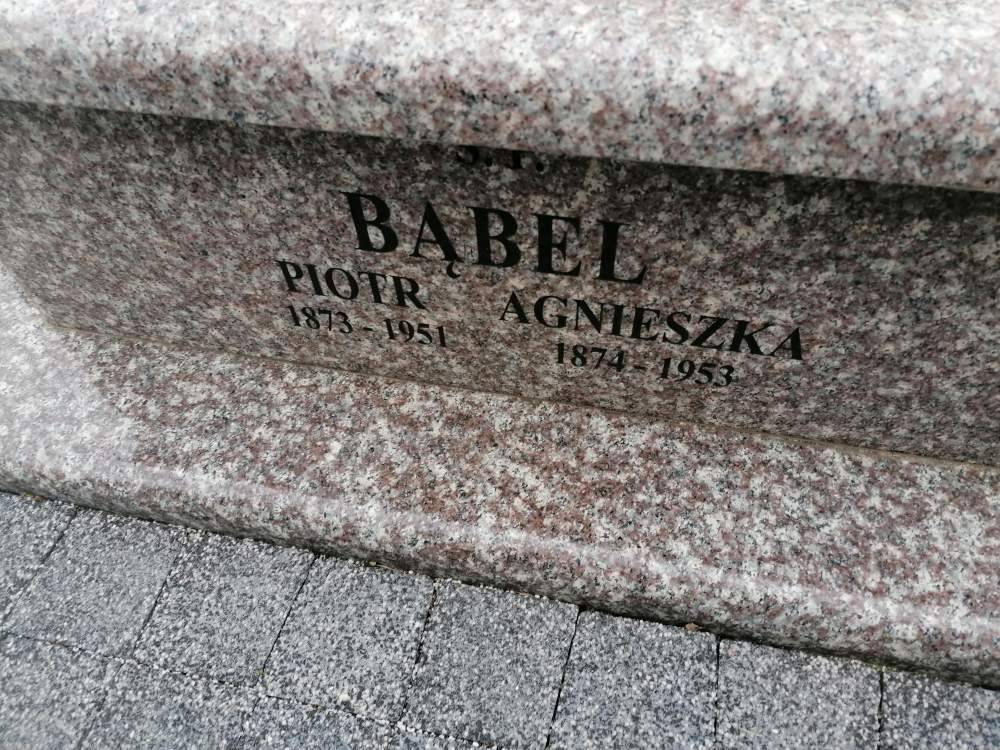 Ś. P.
BĄBEL
PIOTR AGNIESZKA
1873 - 1951 1874 - 1953